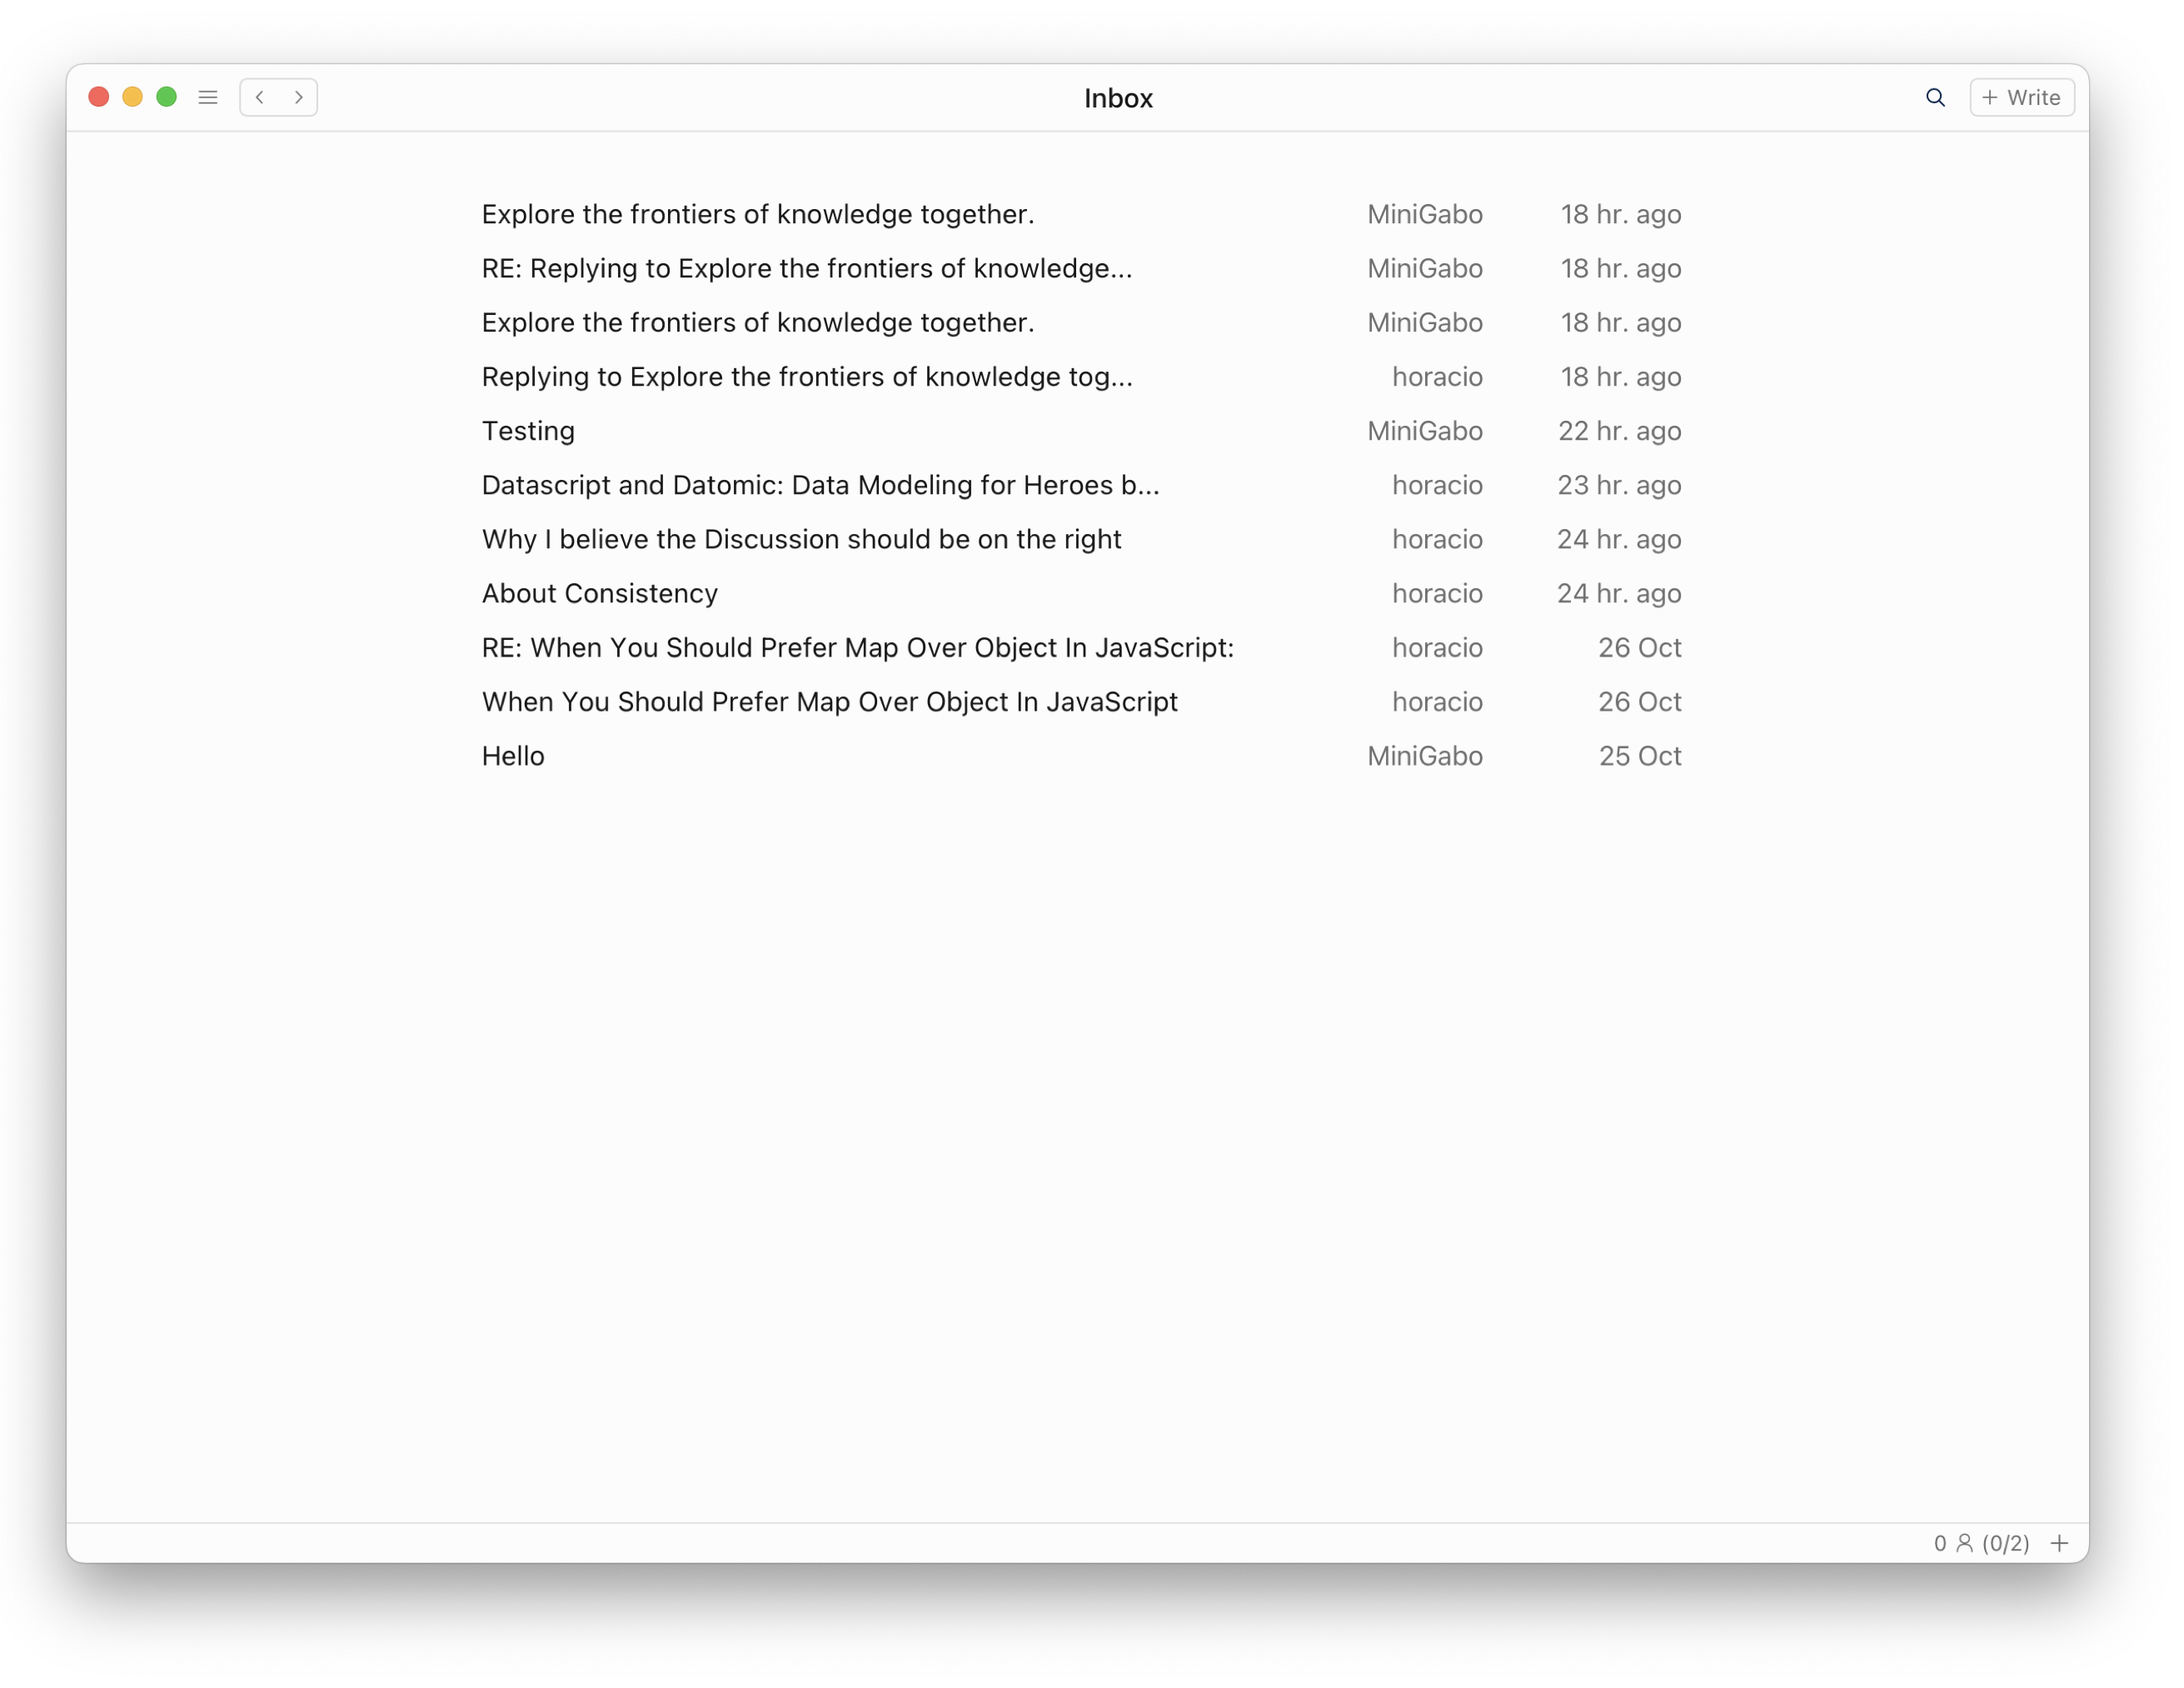 Inbox
+ Write
Explore the frontiers of knowledge together. MiniGabo 18 hr. ago
RE: Replying to Explore the frontiers of knowledge... MiniGabo 18 hr. ago
Explore the frontiers of knowledge together. MiniGabo 18 hr. ago
Replying to Explore the frontiers of knowledge tog... horacio 18 hr. ago
Testing MiniGabo 22 hr. ago
Datascript and Datomic: Data Modeling for Heroes b... horacio 23 hr. ago
Why I believe the Discussion should be on the right horacio 24 hr. ago
About Consistency horacio 24 hr. ago
RE: When You Should Prefer Map Over Object In JavaScript: horacio 26 Oct
When You Should Prefer Map Over Object In JavaScript horacio 26 Oct
Hello MiniGabo 25 Oct
0 (0/2) +